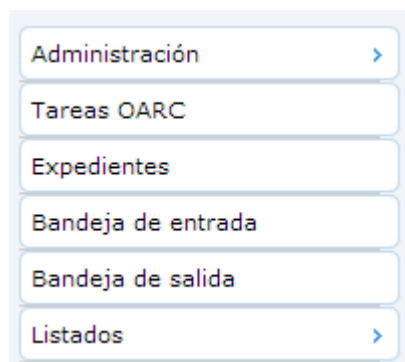 Administración
Tareas OARC
Expedientes
Bandeja de entrada
Bandeja de salida
Listados